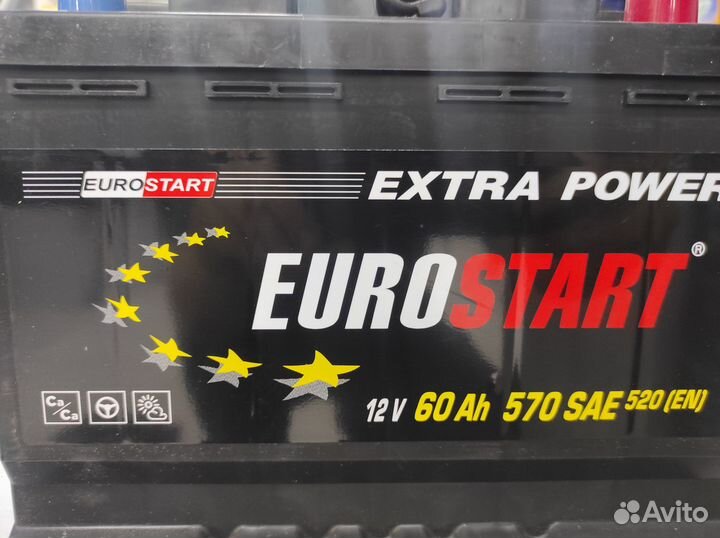 EUROSTART EXTRA POWER
EUROSTART®
Ca/Ca 12 V 60 Ah 570 SAE 520 (EN)
Avito